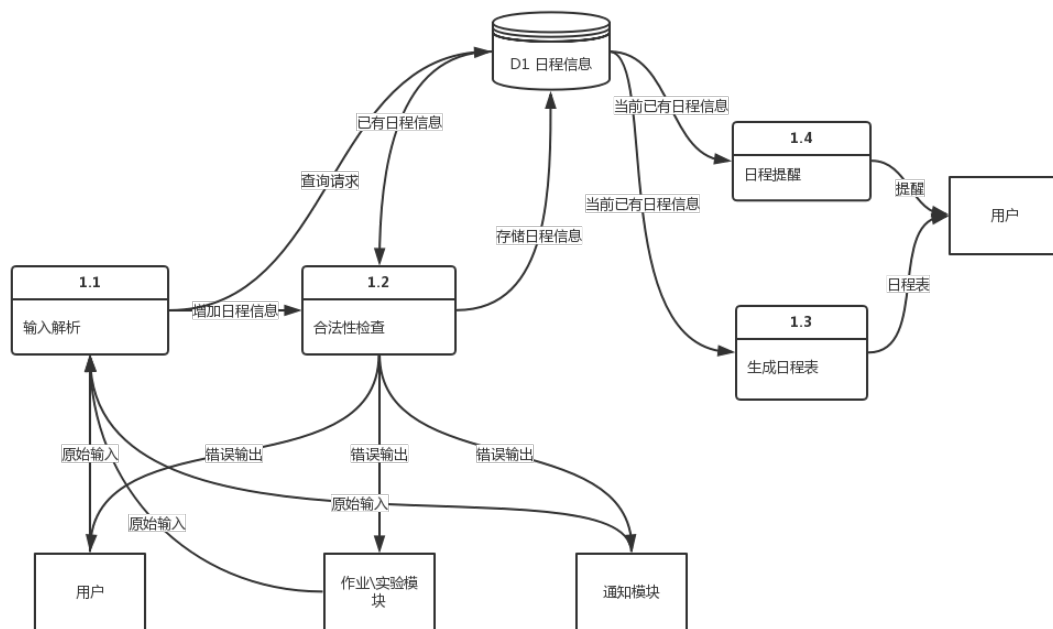 D1 日程信息
当前已有日程信息
已有日程信息
1.4
日程提醒
查询请求
提醒
当前已有日程信息
用户
存储日程信息
1.1
1.2
日程表
增加日程信息
输入解析
合法性检查
1.3
生成日程表
原始输入
错误输出
错误输出
错误输出
原始输入
原始输入
用户
作业\实验模
块
通知模块